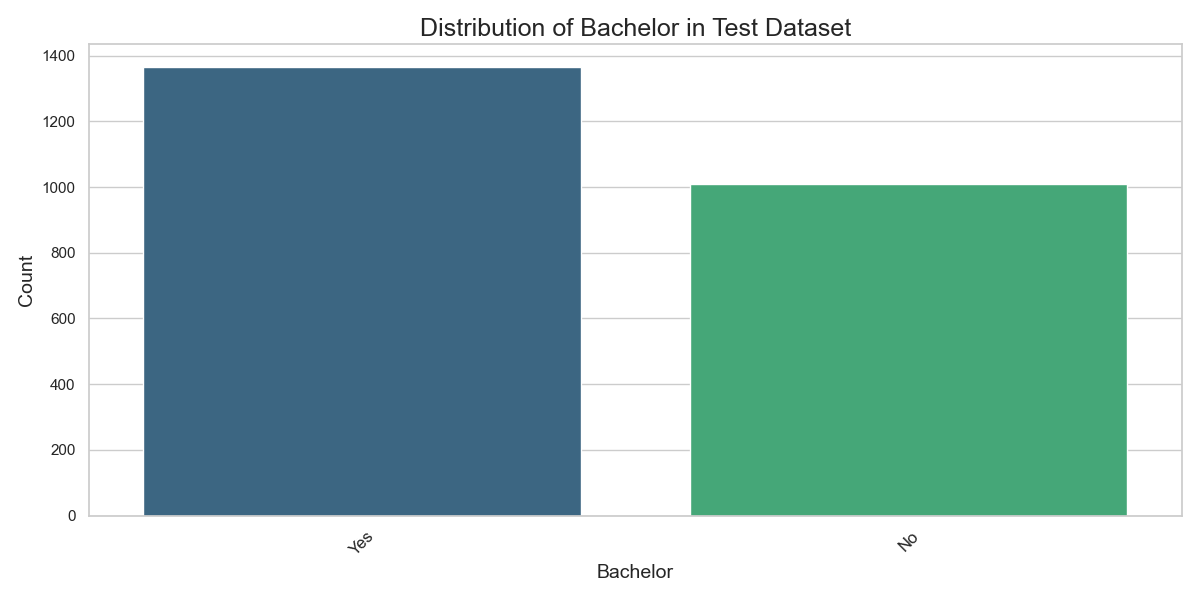 Distribution of Bachelor in Test Dataset
1400
1200
1000
800
600
400
200
0
Count
Yes
No
Bachelor